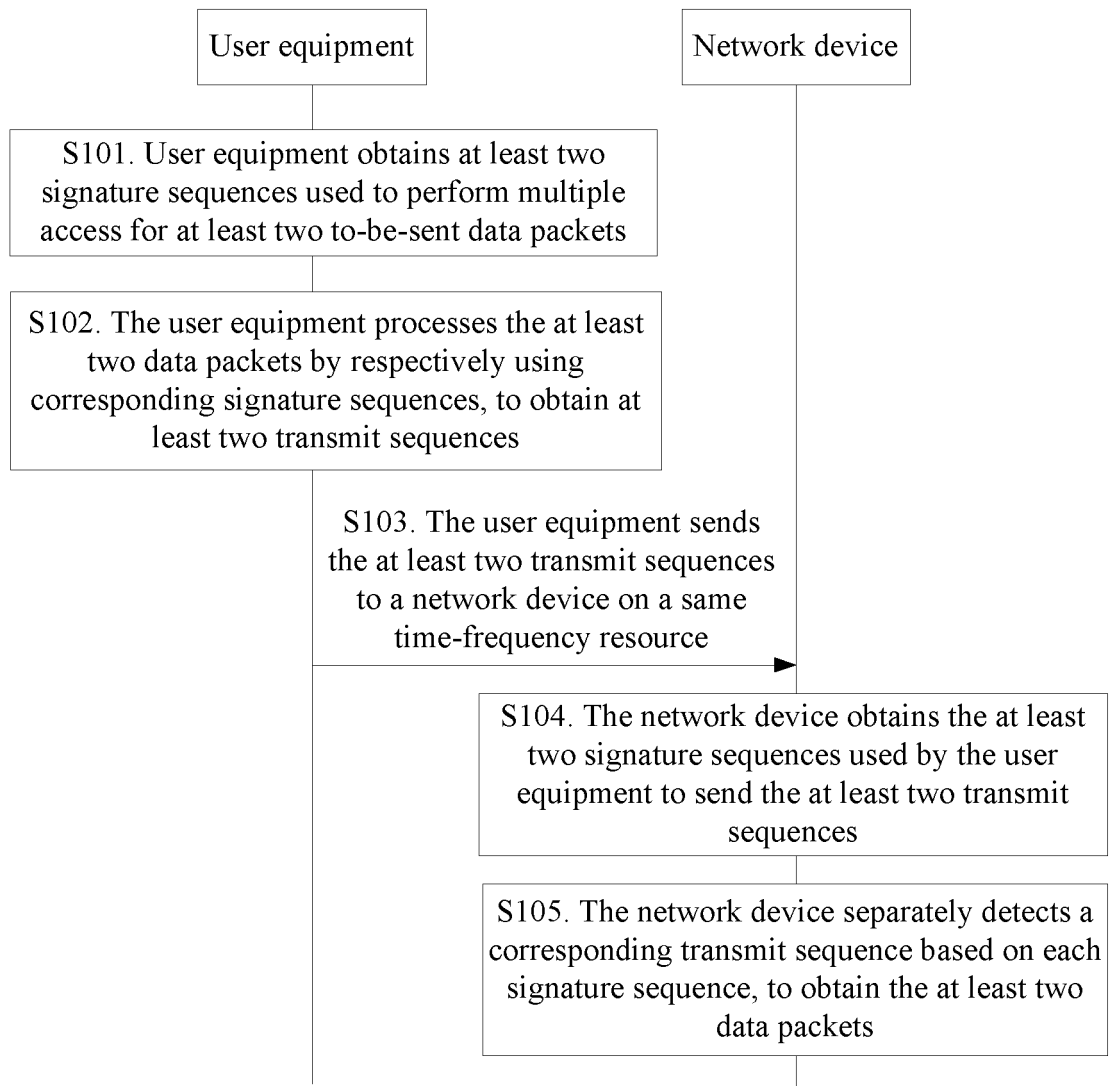 User equipment
Network device
S101. User equipment obtains at least two
signature sequences used to perform multiple
access for at least two to-be-sent data packets
S102. The user equipment processes the at least
two data packets by respectively using
corresponding signature sequences, to obtain at
least two transmit sequences
S103. The user equipment sends
the at least two transmit sequences
to a network device on a same
time-frequency resource
S104. The network device obtains the at least
two signature sequences used by the user
equipment to send the at least two transmit
sequences
S105. The network device separately detects a
corresponding transmit sequence based on each
signature sequence, to obtain the at least two
data packets